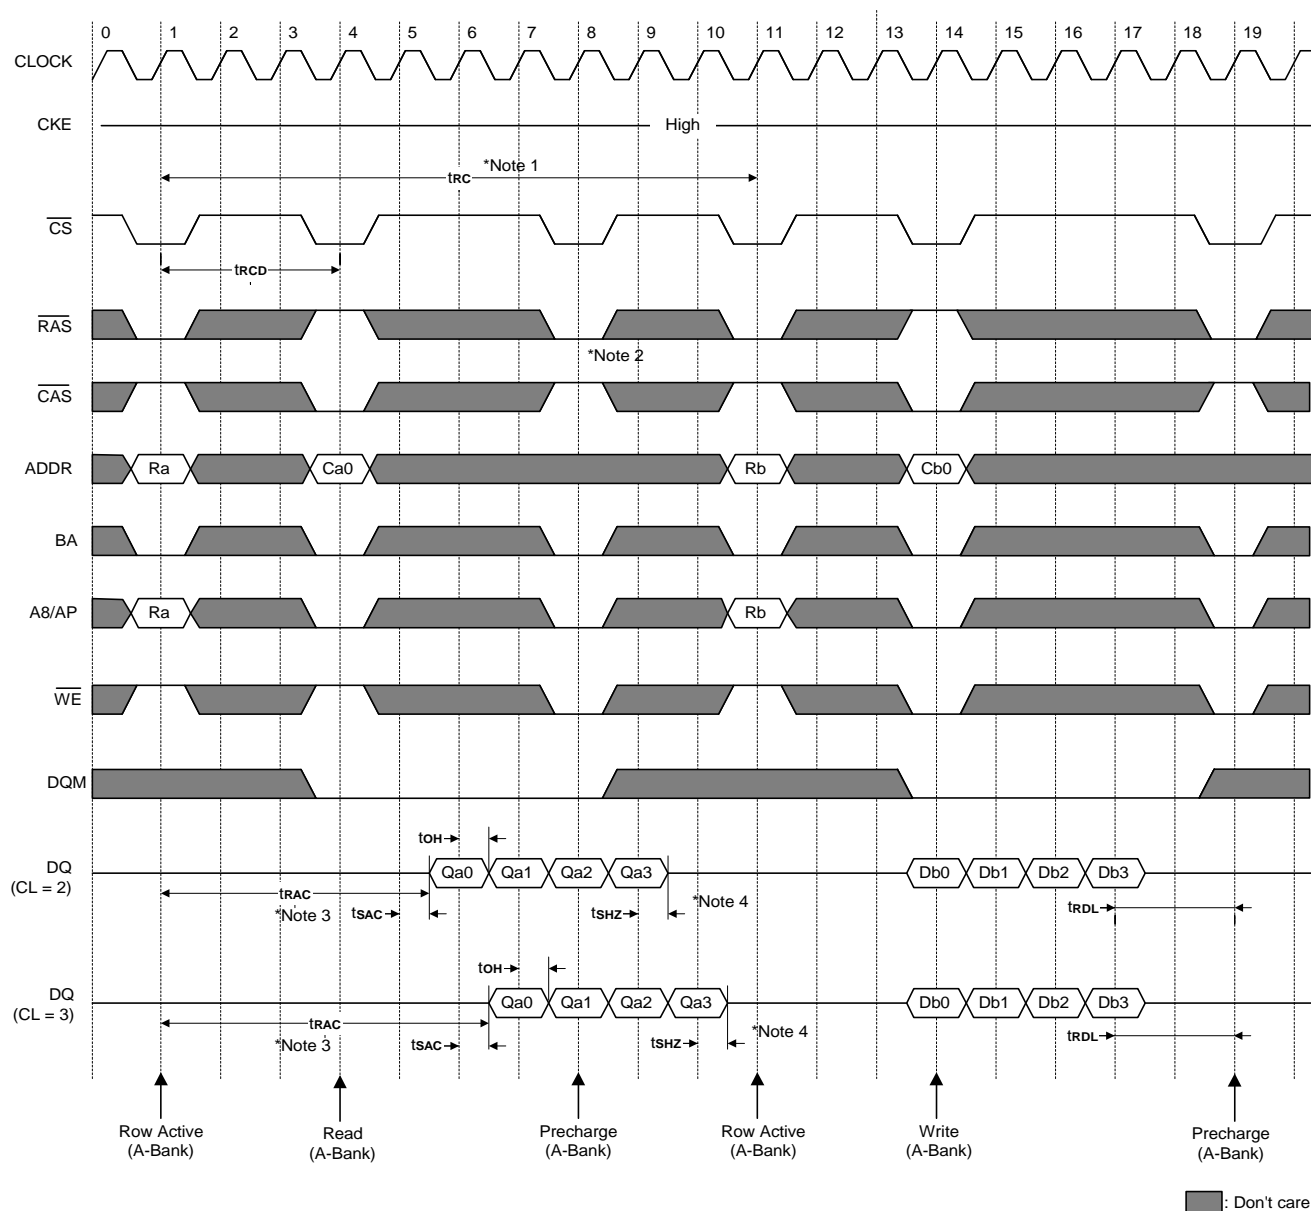 0 1 2 3 4 5 6 7 8 9 10 11 12 13 14 15 16 17 18 19
CLOCK
CKE High
*Note 1
tRC
CS
tRCD
RAS
*Note 2
CAS
ADDR Ra Ca0 Rb Cb0
BA
A8/AP Ra Rb
WE
DQM
tOH
DQ
(CL = 2) Qa0 Qa1 Qa2 Qa3 Db0 Db1 Db2 Db3
tRAC
*Note 3 tSAC tSHZ *Note 4 tRDL
tOH
DQ
(CL = 3) Qa0 Qa1 Qa2 Qa3 Db0 Db1 Db2 Db3
tRAC
*Note 3 tSAC tSHZ *Note 4 tRDL
Row Active
(A-Bank)
Read
(A-Bank)
Precharge
(A-Bank)
Row Active
(A-Bank)
Write
(A-Bank)
Precharge
(A-Bank)
: Don't care